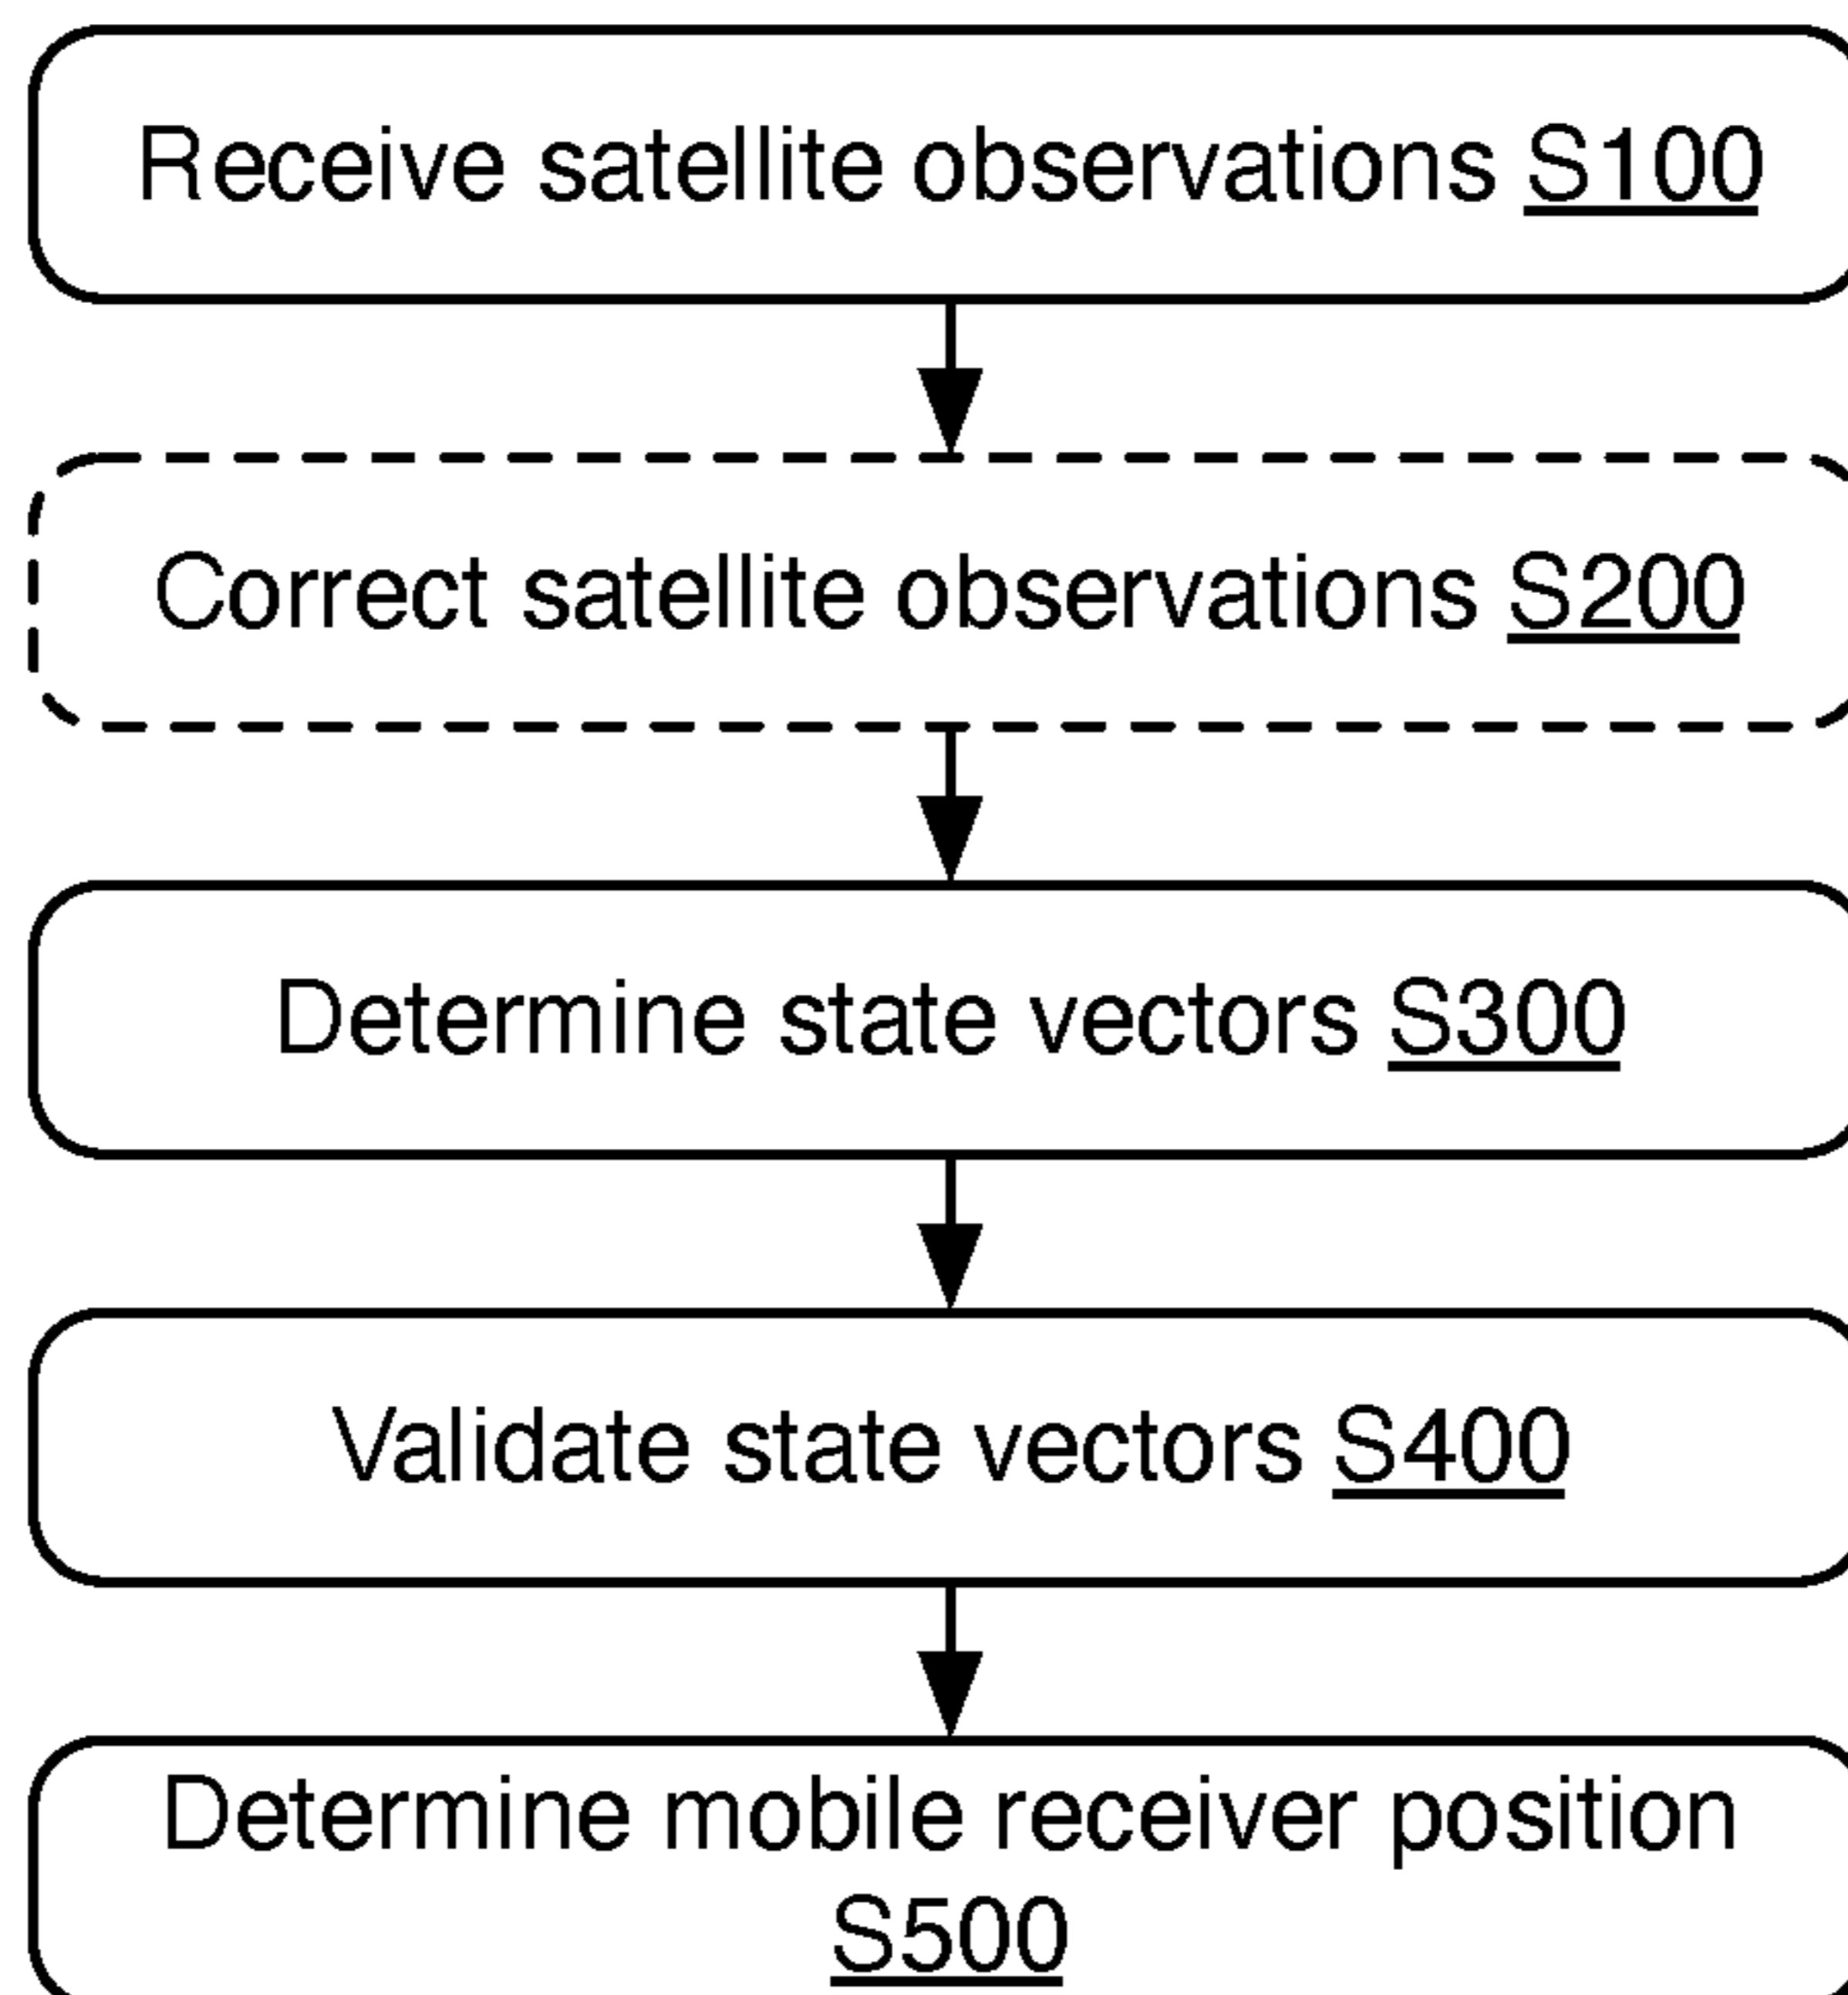 Receive satellite observations S100
Correct satellite observations S200
Determine state vectors S300
Validate state vectors S400
Determine mobile receiver position
S500